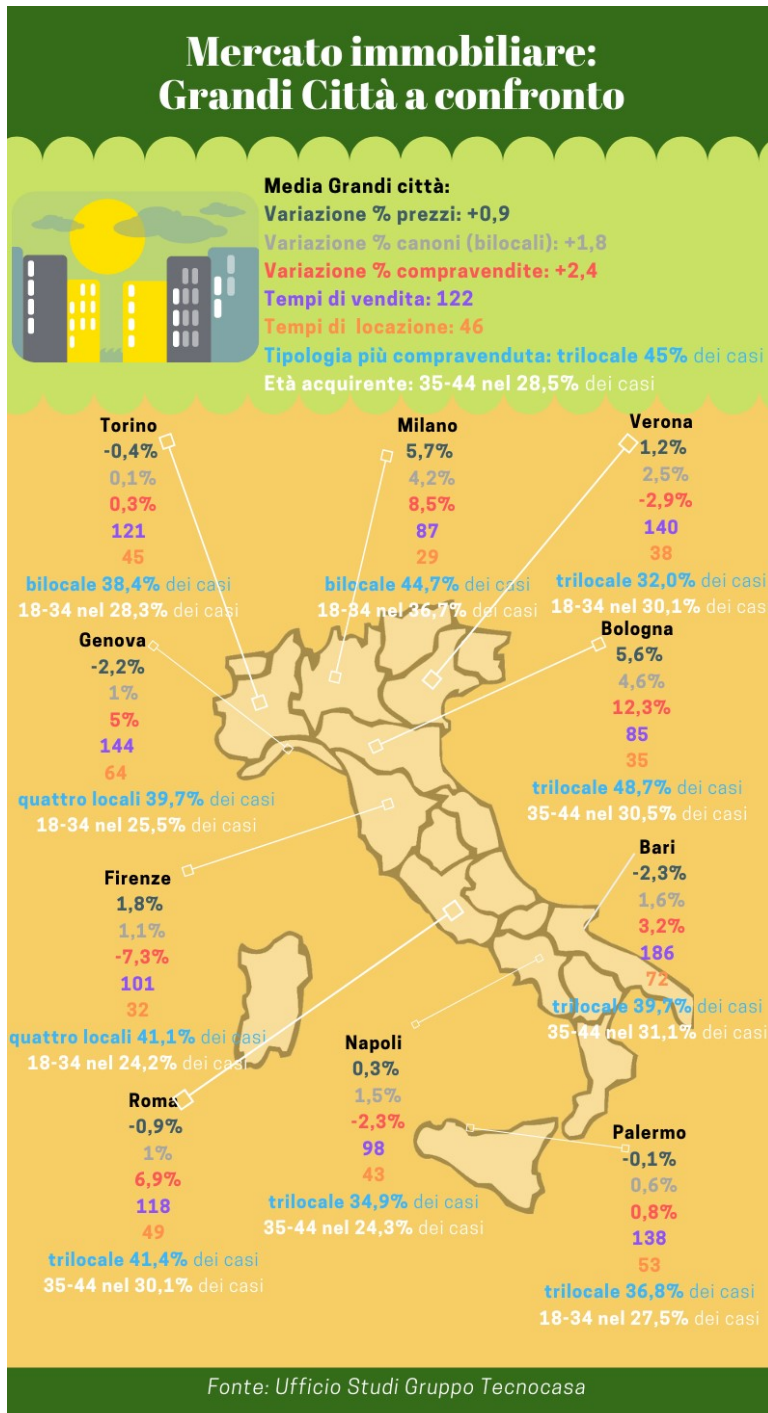 Mercato immobiliare:
Grandi Città a confronto
Media Grandi città:
Variazione % prezzi: +0,9
Variazione % canoni (bilocali): +1,8
Variazione % compravendite: +2,4
Tempi di vendita: 122
Tempi di locazione: 46
Tipologia più compravenduta: trilocale 45% dei casi
Età acquirente: 35-44 nel 28,5% dei casi
Torino
-0,4%
0,1%
0,3%
121
45
bilocale 38,4% dei casi
18-34 nel 28,3% dei casi
Milano
5,7%
4,2%
8,5%
87
29
bilocale 44,7% dei casi
18-34 nel 36,7% dei casi
Verona
1,2%
2,5%
-2,9%
140
38
trilocale 32,0% dei casi
18-34 nel 30,1% dei cas
Genova
-2,2%
1%
5%
144
64
quattro locali 39,7% dei casi
18-34 nel 25,5% dei casi
Bologna
5,6%
4,6%
12,3%
85
35
trilocale 48,7% dei casi
35-44 nel 30,5% dei casi
Firenze
1,8%
1,1%
-7,3%
101
32
quattro locali 41,1% dei casi
18-34 nel 24,2% dei casi
Bari
-2,3%
1,6%
3,2%
186
72
trilocale 39,7% dei casi
35-44 nel 31,1% dei casi
Napoli
0,3%
1,5%
-2,3%
98
43
trilocale 34,9% dei casi
35-44 nel 24,3% dei casi
Roma
-0,9%
1%
6,9%
118
49
trilocale 41,4% dei casi
35-44 nel 30,1% dei casi
Palermo
-0,1%
0,6%
0,8%
138
53
trilocale 36,8% dei casi
18-34 nel 27,5% dei casi
Fonte: Ufficio Studi Gruppo Tecnocasa